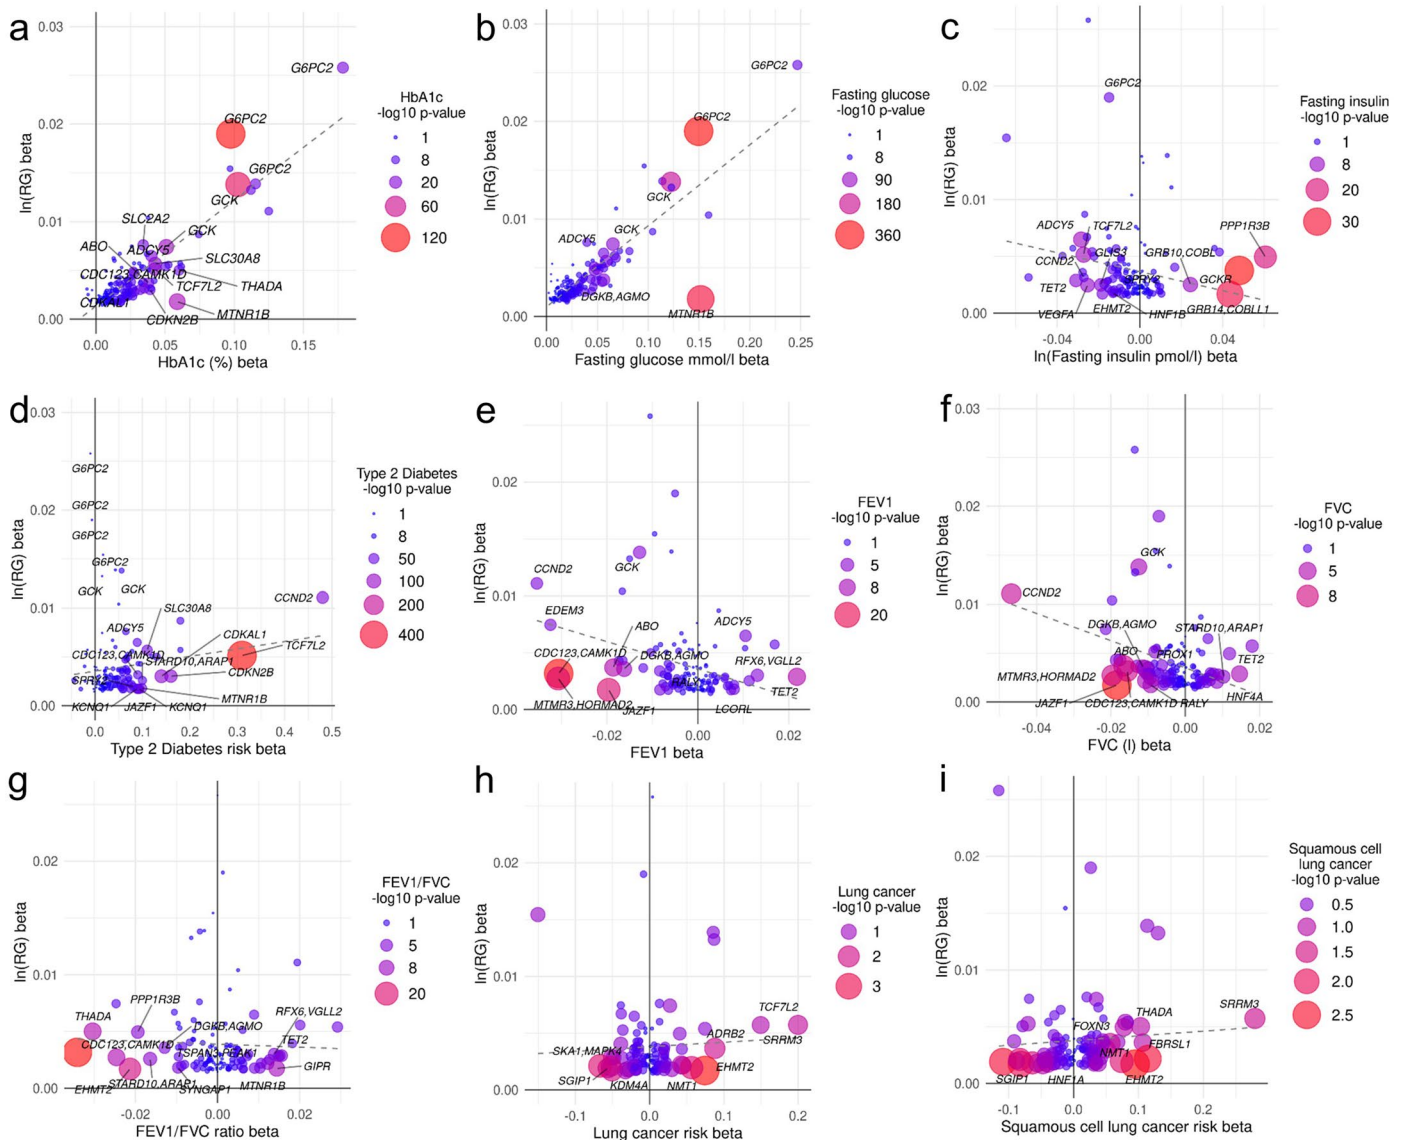 a
0.03
0.02
0.01
0.00
ln(RG) beta
G6PC2
G6PC2
G6PC2
GCK
SLC2A2
GCK
ABO
ADCY5
SLC30A8
CDC123,CAMK1D
TCF7L2
THADA
CDKAL1
CDKN2B
MTNR1B
0.00
0.05
0.10
0.15
HbA1c (%) beta
HbA1c
-log10 p-value
1
8
20
60
120
b
0.03
0.02
0.01
0.00
ln(RG) beta
G6PC2
G6PC2
GCK
GCK
ADCY5
DGKB,AGMO
MTNR1B
0.00
0.05
0.10
0.15
0.20
0.25
Fasting glucose mmol/l beta
Fasting glucose
-log10 p-value
1
8
90
180
360
c
0.02
0.01
0.00
ln(RG) beta
G6PC2
ADCY5
TCF7L2
PPP1R3B
CCND2
GLIS3
GRB10,COBL
TET2
SPRY2
GCKR
VEGFA
EHMT2
HNF1B
GRB14,COBLL1
-0.04
0.00
0.04
ln(Fasting insulin pmol/l) beta
Fasting insulin
-log10 p-value
1
8
20
30
d
0.03
0.02
0.01
0.00
ln(RG) beta
G6PC2
G6PC2
G6PC2
G6PC2
GCK
GCK
SLC30A8
CCND2
ADCY5
CDKAL1
TCF7L2
CDC123,CAMK1D
STARD10,ARAP1
CDKN2B
SPRY2
MTNR1B
KCNQ1
JAZF1
KCNQ1
0.0
0.1
0.2
0.3
0.4
0.5
Type 2 Diabetes risk beta
Type 2 Diabetes
-log10 p-value
1
8
50
100
200
400
e
0.02
0.01
0.00
ln(RG) beta
GCK
CCND2
EDEM3
ABO
ADCY5
CDC123,CAMK1D
DGKB,AGMO
RFX6,VGLL2
RALY
TET2
MTMR3,HORMAD2
JAZF1
LCORL
-0.02
0.00
0.02
FEV1 beta
FEV1
-log10 p-value
1
5
8
20
f
0.03
0.02
0.01
0.00
ln(RG) beta
GCK
CCND2
DGKB,AGMO
STARD10,ARAP1
ABO
PROX1
TET2
MTMR3,HORMAD2
HNF4A
JAZF1
CDC123,CAMK1D
RALY
-0.04
-0.02
0.00
0.02
FVC (l) beta
FVC
-log10 p-value
1
5
8
g
0.02
0.01
0.00
ln(RG) beta
PPP1R3B
THADA
RFX6,VGLL2
DGKB,AGMO
CDC123,CAMK1D
TET2
TSPAN3,PEAK1
GIPR
EHMT2
STARD10,ARAP1
SYNGAP1
MTNR1B
-0.02
0.00
0.02
FEV1/FVC ratio beta
FEV1/FVC
-log10 p-value
1
5
8
20
h
0.02
0.01
0.00
ln(RG) beta
TCF7L2
ADRB2
SRRM3
SKA1,MAPK4
EHMT2
SGIP1
KDM4A
NMT1
-0.1
0.0
0.1
0.2
Lung cancer risk beta
Lung cancer
-log10 p-value
1
2
3
i
0.02
0.01
0.00
ln(RG) beta
SRRM3
THADA
FOXN3
FBRSL1
NMT1
SGIP1
HNF1A
EHMT2
-0.1
0.0
0.1
0.2
Squamous cell lung cancer risk beta
Squamous cell
lung cancer
-log10 p-value
0.5
1.0
1.5
2.0
2.5